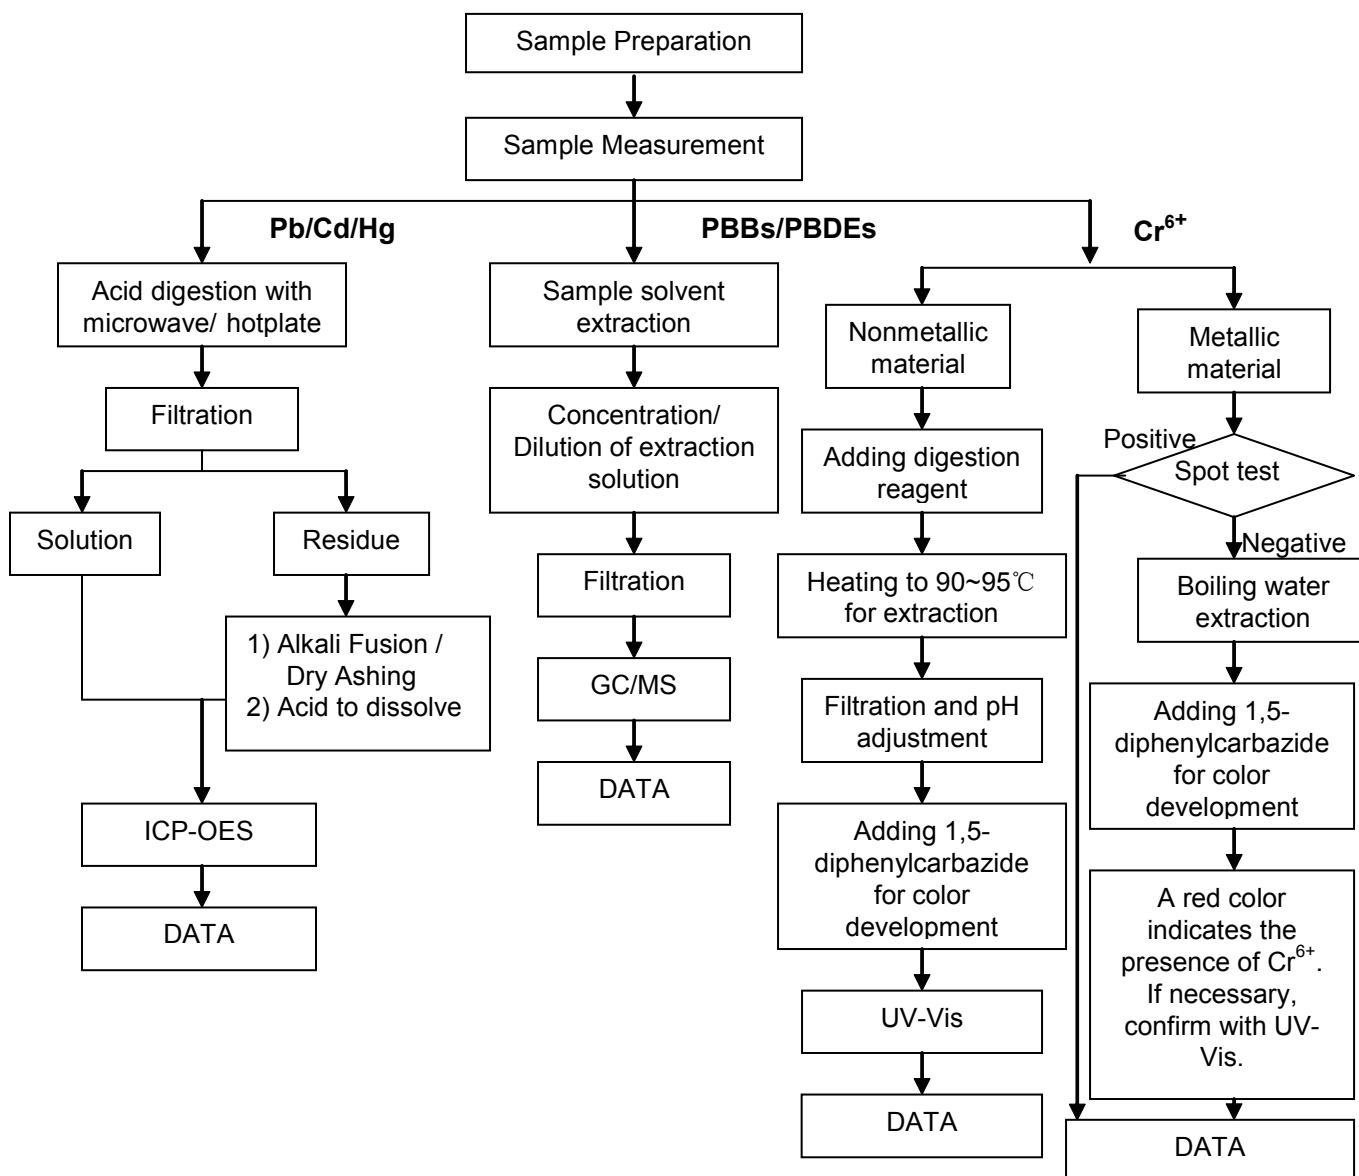 Sample Preparation
Sample Measurement
Pb/Cd/Hg
PBBs/PBDEs
Cr⁶⁺
Acid digestion with
microwave/ hotplate
Filtration
Solution
Residue
1) Alkali Fusion /
Dry Ashing
2) Acid to dissolve
ICP-OES
DATA
Sample solvent
extraction
Concentration/
Dilution of extraction
solution
Filtration
GC/MS
DATA
Nonmetallic
material
Adding digestion
reagent
Heating to 90~95℃
for extraction
Filtration and pH
adjustment
Adding 1,5-
diphenylcarbazide
for color
development
UV-Vis
DATA
Metallic
material
Positive
Spot test
Negative
Boiling water
extraction
Adding 1,5-
diphenylcarbazide
for color
development
A red color
indicates the
presence of Cr⁶⁺.
If necessary,
confirm with UV-
Vis.
DATA